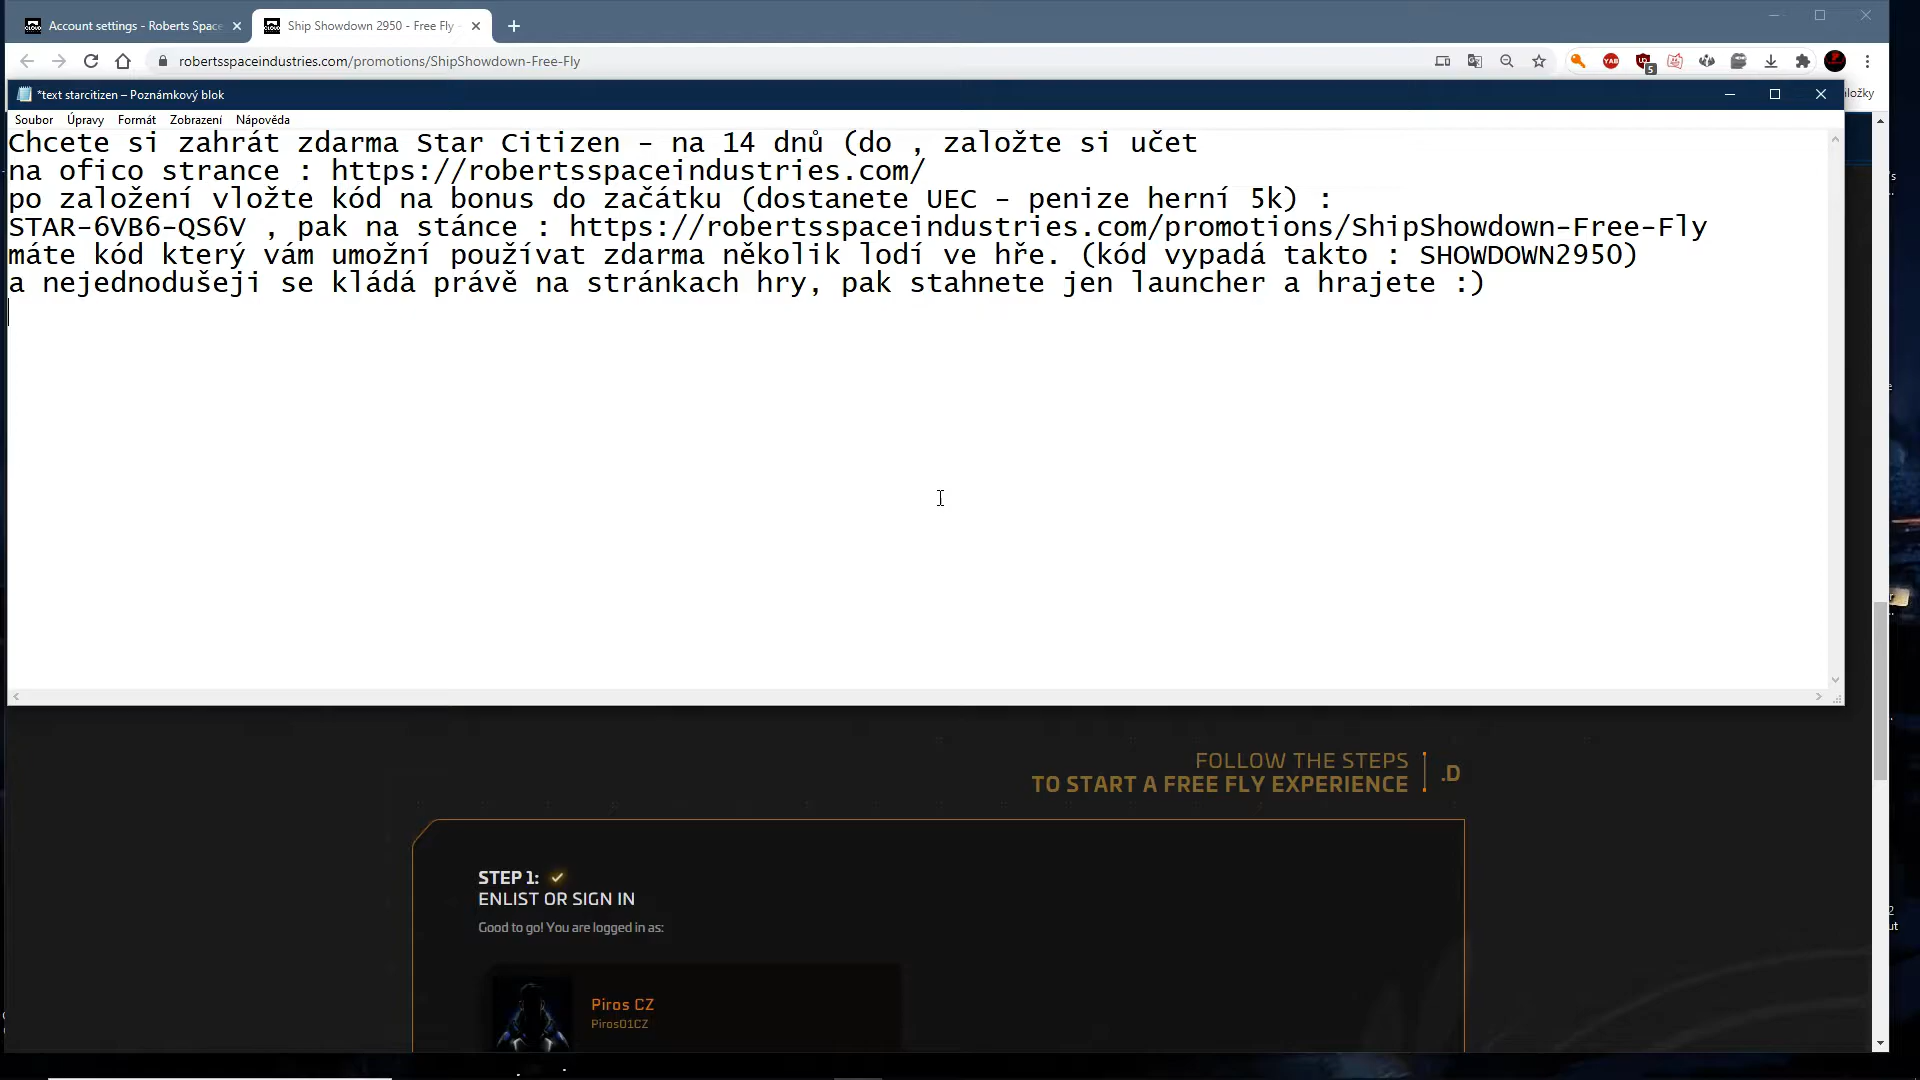 Account settings - Roberts Space
Ship Showdown 2950 - Free Fly -
robertsspaceindustries.com/promotions/ShipShowdown-Free-Fly
YAB
5
*text starcitizen – Poznámkový blok
Soubor Úpravy Formát Zobrazení Nápověda
Chcete si zahrát zdarma Star Citizen – na 14 dnů (do , založte si učet
na ofico strance : https://robertsspaceindustries.com/
po založení vložte kód na bonus do začátku (dostanete UEC – penize herní 5k) :
STAR-6VB6-QS6V , pak na stánce : https://robertsspaceindustries.com/promotions/ShipShowdown-Free-Fly
máte kód který vám umožní používat zdarma několik lodí ve hře. (kód vypadá takto : SHOWDOWN2950)
a nejednodušeji se kládá právě na stránkach hry, pak stahnete jen launcher a hrajete :)
FOLLOW THE STEPS
TO START A FREE FLY EXPERIENCE
.D
STEP 1:
ENLIST OR SIGN IN
Good to go! You are logged in as:
Piros CZ
Piros01CZ